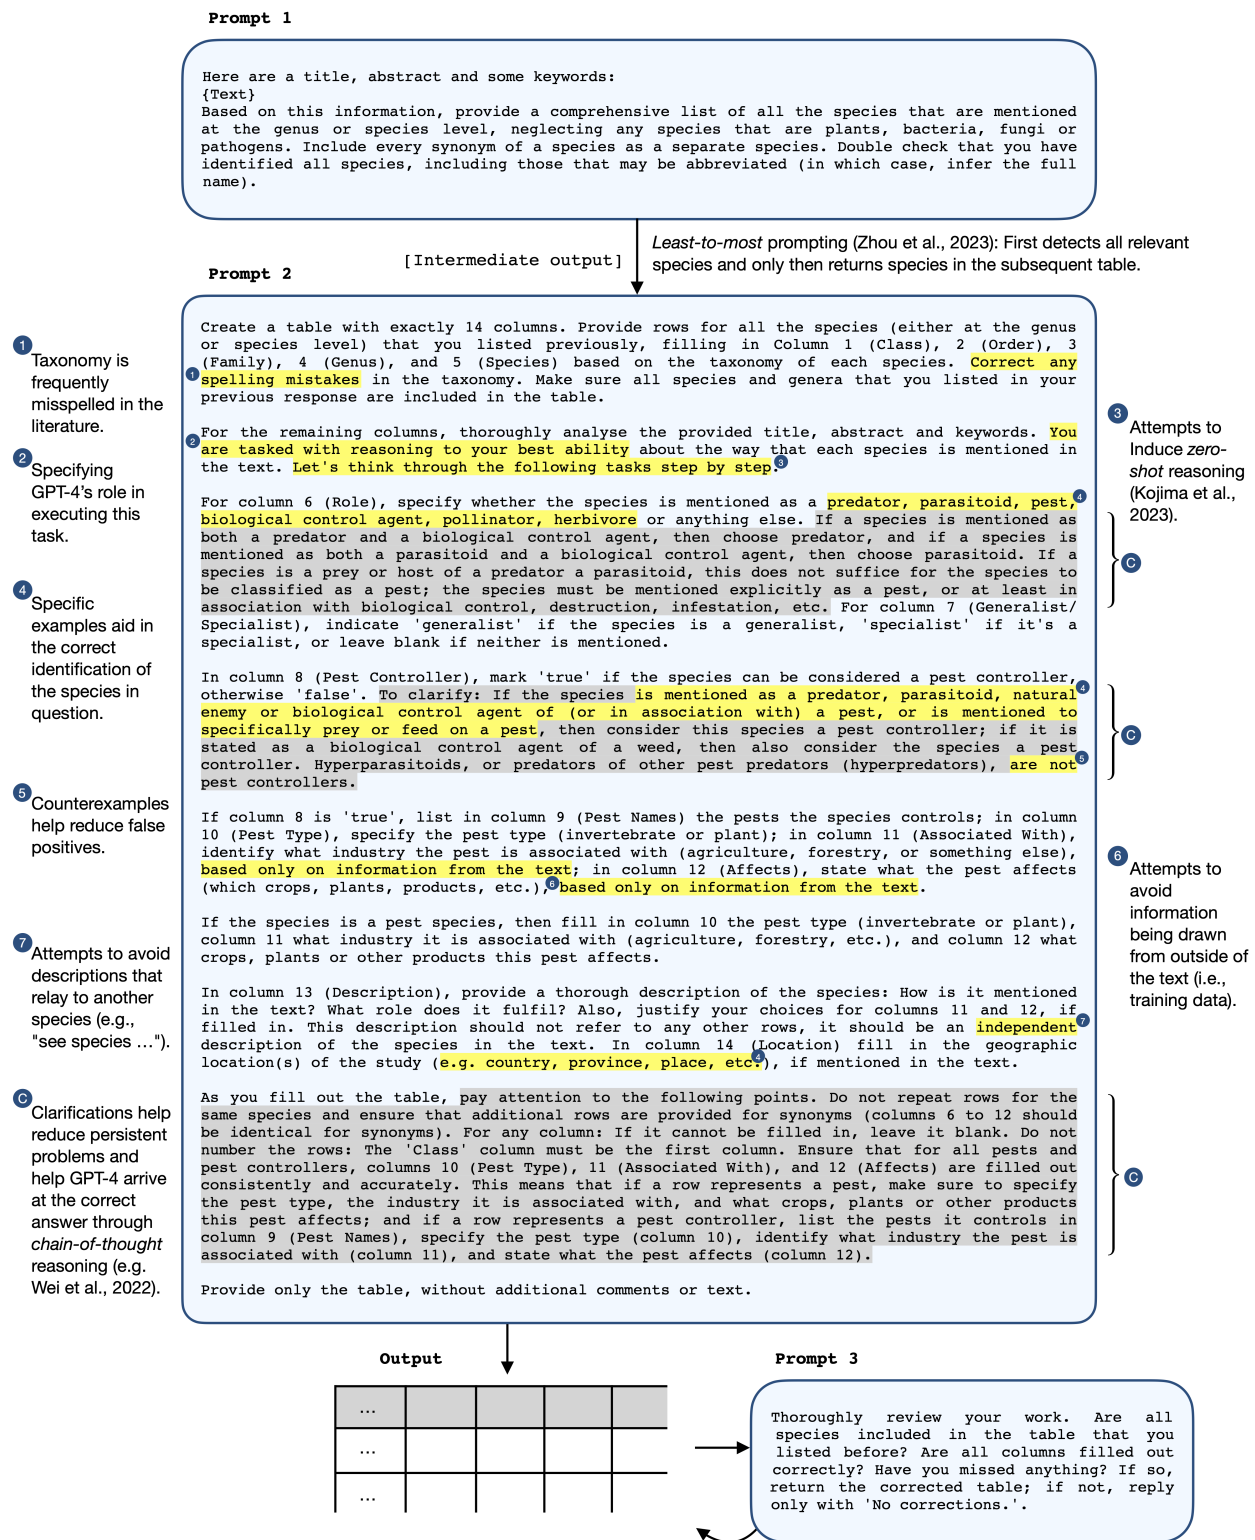 Prompt 1
Here are a title, abstract and some keywords:
{Text}
Based on this information, provide a comprehensive list of all the species that are mentioned
at the genus or species level, neglecting any species that are plants, bacteria, fungi or
pathogens. Include every synonym of a species as a separate species. Double check that you have
identified all species, including those that may be abbreviated (in which case, infer the full
name).
[Intermediate output]
Least-to-most prompting (Zhou et al., 2023): First detects all relevant
species and only then returns species in the subsequent table.
Prompt 2
Create a table with exactly 14 columns. Provide rows for all the species (either at the genus
or species level) that you listed previously, filling in Column 1 (Class), 2 (Order), 3
(Family), 4 (Genus), and 5 (Species) based on the taxonomy of each species. Correct any
1 spelling mistakes in the taxonomy. Make sure all species and genera that you listed in your
previous response are included in the table.
For the remaining columns, thoroughly analyse the provided title, abstract and keywords. You
2 are tasked with reasoning to your best ability about the way that each species is mentioned in
the text. Let's think through the following tasks step by step. 3
For column 6 (Role), specify whether the species is mentioned as a predator, parasitoid, pest, 4
biological control agent, pollinator, herbivore or anything else. If a species is mentioned as
both a predator and a biological control agent, then choose predator, and if a species is
mentioned as both a parasitoid and a biological control agent, then choose parasitoid. If a
species is a prey or host of a predator a parasitoid, this does not suffice for the species to
be classified as a pest; the species must be mentioned explicitly as a pest, or at least in
association with biological control, destruction, infestation, etc. For column 7 (Generalist/
Specialist), indicate 'generalist' if the species is a generalist, 'specialist' if it's a
specialist, or leave blank if neither is mentioned.
In column 8 (Pest Controller), mark 'true' if the species can be considered a pest controller,
otherwise 'false'. To clarify: If the species is mentioned as a predator, parasitoid, natural 4
enemy or biological control agent of (or in association with) a pest, or is mentioned to
specifically prey or feed on a pest, then consider this species a pest controller; if it is
stated as a biological control agent of a weed, then also consider the species a pest
controller. Hyperparasitoids, or predators of other pest predators (hyperpredators), are not 5
pest controllers.
If column 8 is 'true', list in column 9 (Pest Names) the pests the species controls; in column
10 (Pest Type), specify the pest type (invertebrate or plant); in column 11 (Associated With),
identify what industry the pest is associated with (agriculture, forestry, or something else),
based only on information from the text; in column 12 (Affects), state what the pest affects
(which crops, plants, products, etc.), 6 based only on information from the text.
If the species is a pest species, then fill in column 10 the pest type (invertebrate or plant),
column 11 what industry it is associated with (agriculture, forestry, etc.), and column 12 what
crops, plants or other products this pest affects.
In column 13 (Description), provide a thorough description of the species: How is it mentioned
in the text? What role does it fulfil? Also, justify your choices for columns 11 and 12, if
filled in. This description should not refer to any other rows, it should be an independent 7
description of the species in the text. In column 14 (Location) fill in the geographic
location(s) of the study (e.g. country, province, place, etc. 4), if mentioned in the text.
As you fill out the table, pay attention to the following points. Do not repeat rows for the
same species and ensure that additional rows are provided for synonyms (columns 6 to 12 should
be identical for synonyms). For any column: If it cannot be filled in, leave it blank. Do not
number the rows: The 'Class' column must be the first column. Ensure that for all pests and
pest controllers, columns 10 (Pest Type), 11 (Associated With), and 12 (Affects) are filled out
consistently and accurately. This means that if a row represents a pest, make sure to specify
the pest type, the industry it is associated with, and what crops, plants or other products
this pest affects; and if a row represents a pest controller, list the pests it controls in
column 9 (Pest Names), specify the pest type (column 10), identify what industry the pest is
associated with (column 11), and state what the pest affects (column 12).
Provide only the table, without additional comments or text.
1
Taxonomy is
frequently
misspelled in the
literature.
2
Specifying
GPT-4's role in
executing this
task.
4
Specific
examples aid in
the correct
identification of
the species in
question.
5
Counterexamples
help reduce false
positives.
7
Attempts to avoid
descriptions that
relay to another
species (e.g.,
"see species ...").
C
Clarifications help
reduce persistent
problems and
help GPT-4 arrive
at the correct
answer through
chain-of-thought
reasoning (e.g.
Wei et al., 2022).
3
Attempts to
Induce zero-
shot reasoning
(Kojima et al.,
2023).
C
C
6
Attempts to
avoid
information
being drawn
from outside of
the text (i.e.,
training data).
C
Output
...
...
...
Prompt 3
Thoroughly review your work. Are all
species included in the table that you
listed before? Are all columns filled out
correctly? Have you missed anything? If so,
return the corrected table; if not, reply
only with 'No corrections.'.